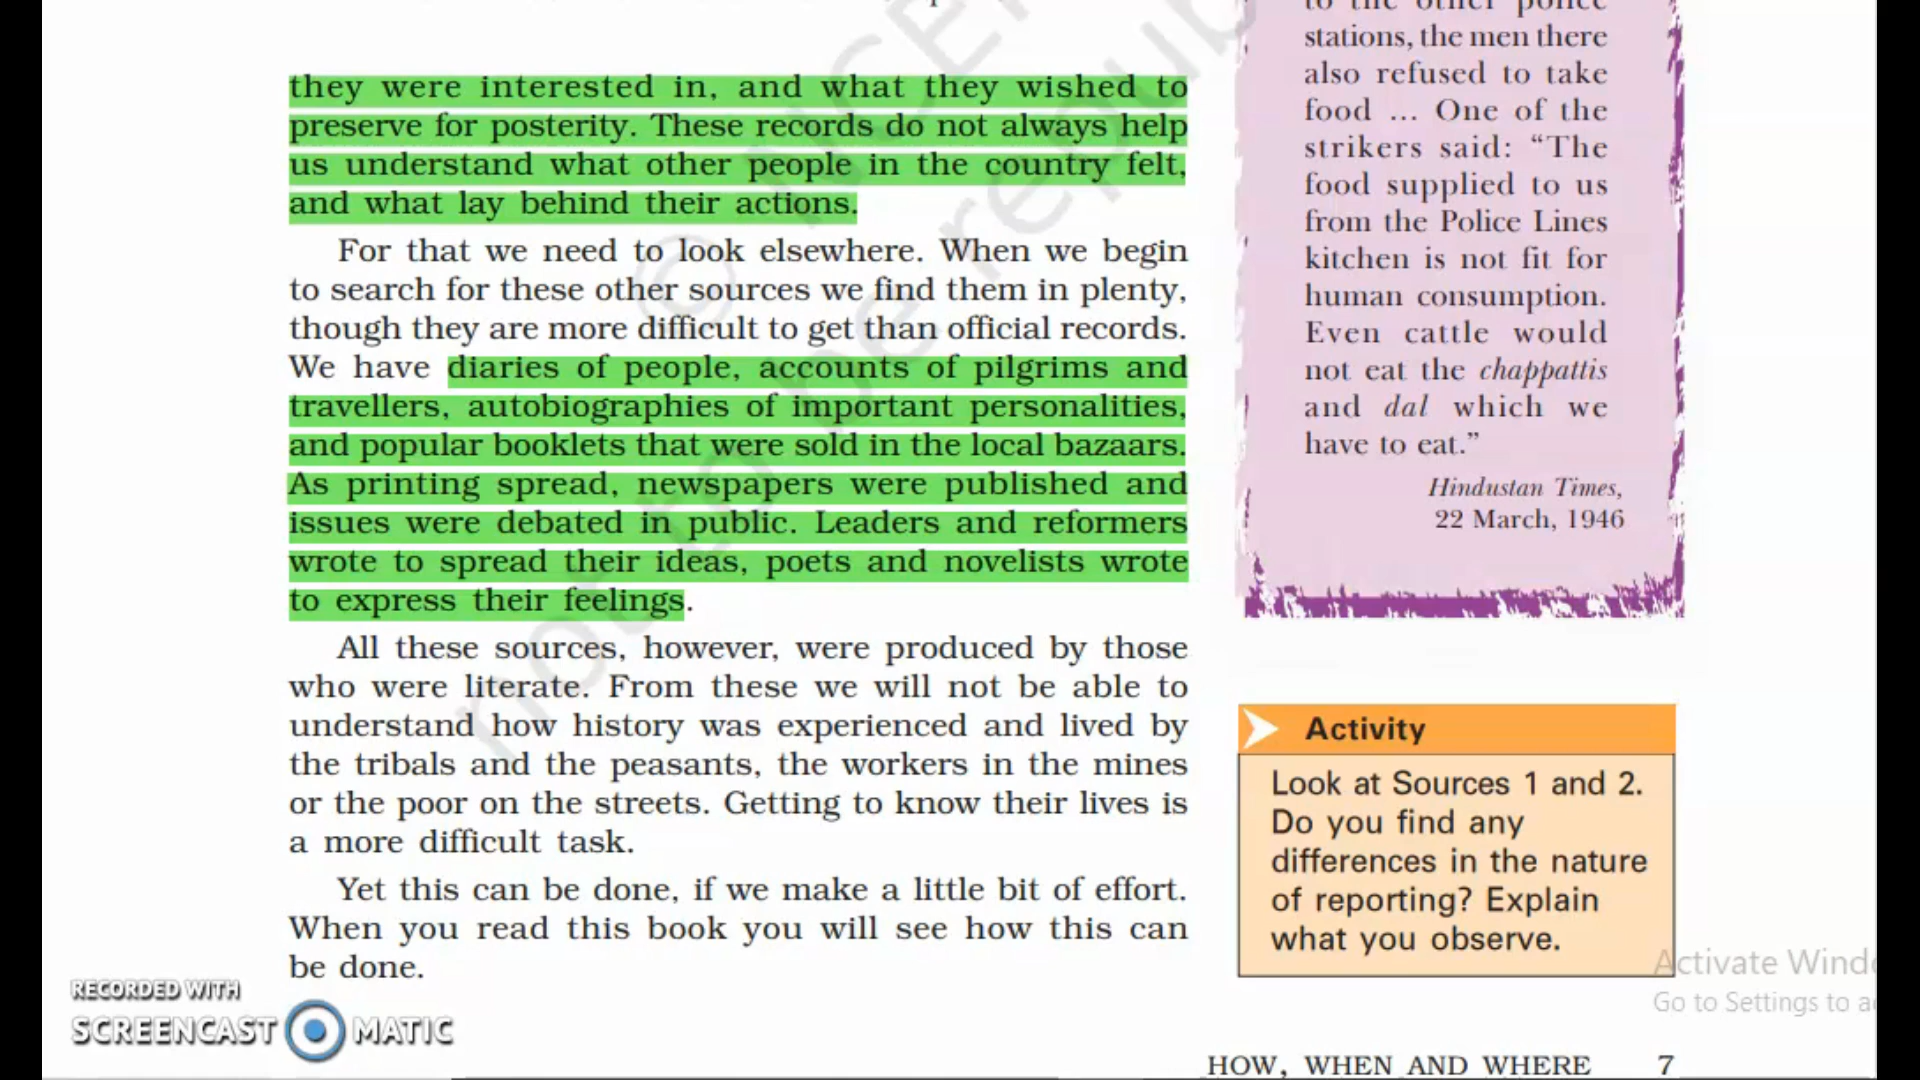 they were interested in, and what they wished to
preserve for posterity. These records do not always help
us understand what other people in the country felt,
and what lay behind their actions.
For that we need to look elsewhere. When we begin
to search for these other sources we find them in plenty,
though they are more difficult to get than official records.
We have diaries of people, accounts of pilgrims and
travellers, autobiographies of important personalities,
and popular booklets that were sold in the local bazaars.
As printing spread, newspapers were published and
issues were debated in public. Leaders and reformers
wrote to spread their ideas, poets and novelists wrote
to express their feelings.
All these sources, however, were produced by those
who were literate. From these we will not be able to
understand how history was experienced and lived by
the tribals and the peasants, the workers in the mines
or the poor on the streets. Getting to know their lives is
a more difficult task.
Yet this can be done, if we make a little bit of effort.
When you read this book you will see how this can
be done.
to the other police
stations, the men there
also refused to take
food ... One of the
strikers said: “The
food supplied to us
from the Police Lines
kitchen is not fit for
human consumption.
Even cattle would
not eat the chappattis
and dal which we
have to eat.”
Hindustan Times,
22 March, 1946
Activity
Look at Sources 1 and 2.
Do you find any
differences in the nature
of reporting? Explain
what you observe.
HOW, WHEN AND WHERE 7
© NCE
not to be repub
RECORDED WITH
SCREENCAST MATIC
Activate Wind
Go to Settings to a